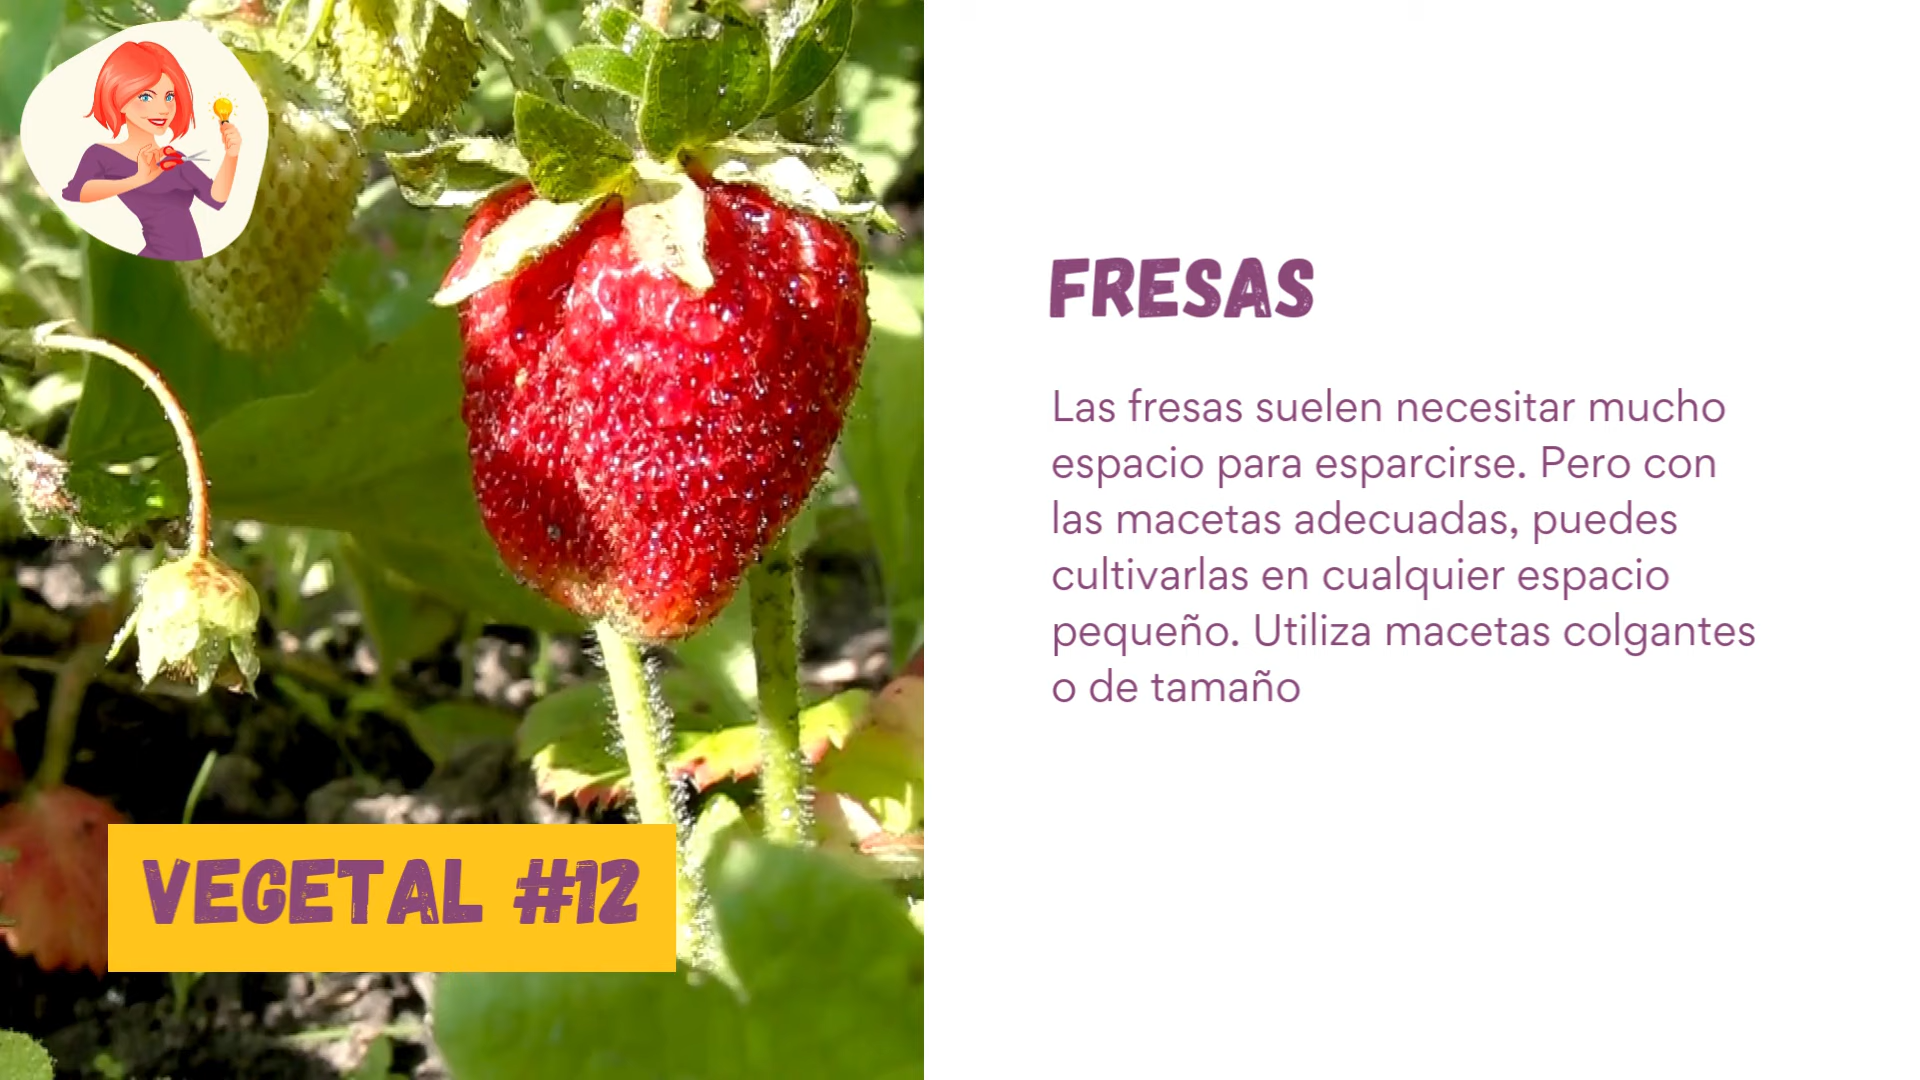 FRESAS
Las fresas suelen necesitar mucho
espacio para esparcirse. Pero con
las macetas adecuadas, puedes
cultivarlas en cualquier espacio
pequeño. Utiliza macetas colgantes
o de tamaño
VEGETAL #12